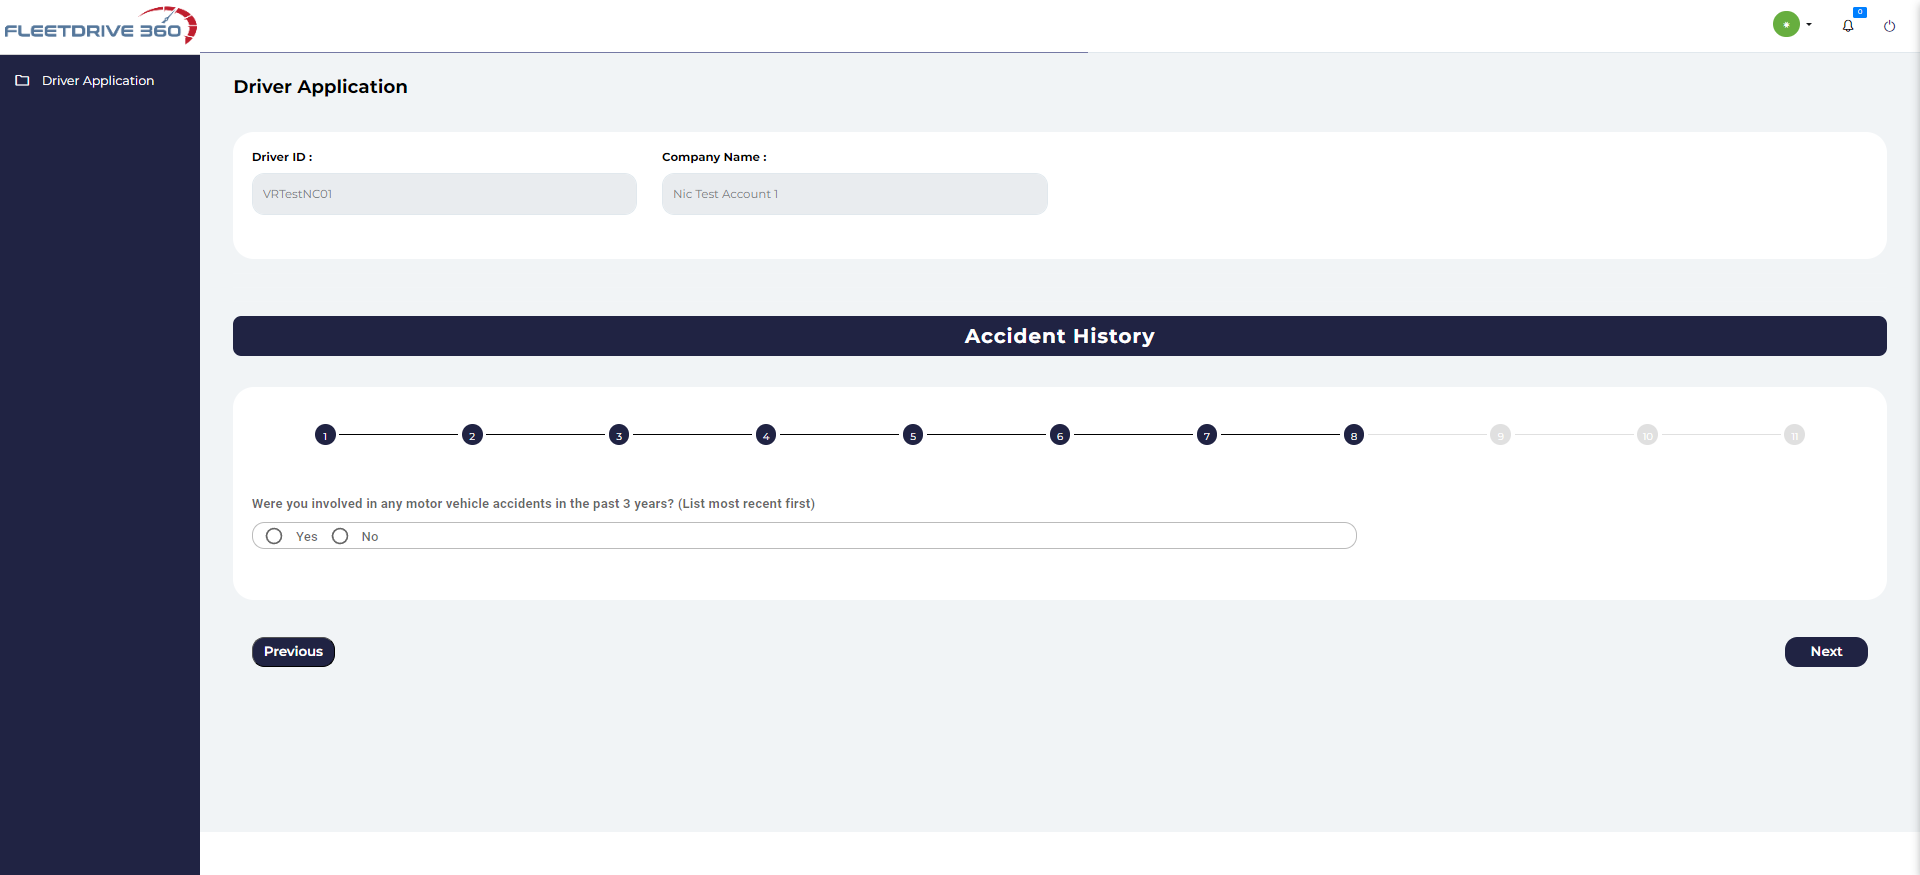 FLEETDRIVE 360
0
Driver Application
Driver Application
Driver ID :
Company Name :
VRTestNC01
Nic Test Account 1
Accident History
1 2 3 4 5 6 7 8 9 10 11
Were you involved in any motor vehicle accidents in the past 3 years? (List most recent first)
Yes No
Previous
Next